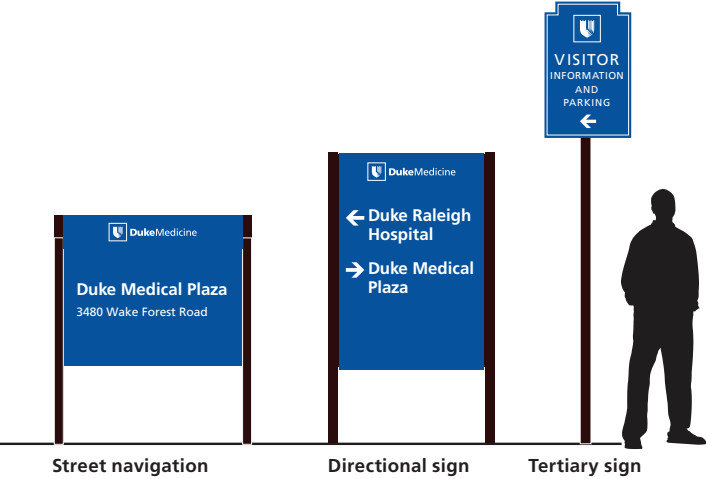 DukeMedicine
Duke Medical Plaza
3480 Wake Forest Road
DukeMedicine
← Duke Raleigh
Hospital
→ Duke Medical
Plaza
VISITOR
INFORMATION
AND
PARKING
←
Street navigation
Directional sign
Tertiary sign